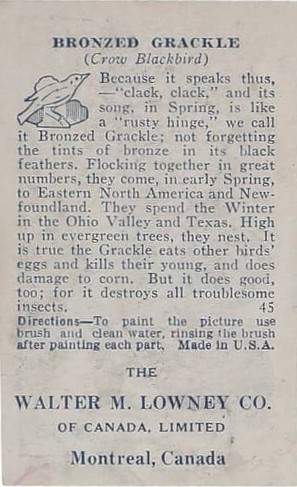 BRONZED GRACKLE
(Crow Blackbird)
Because it speaks thus,
—"clack, clack," and its
song, in Spring, is like
a "rusty hinge," we call
it Bronzed Grackle; not forgetting
the tints of bronze in its black
feathers. Flocking together in great
numbers, they come, in early Spring,
to Eastern North America and New-
foundland. They spend the Winter
in the Ohio Valley and Texas. High
up in evergreen trees, they nest. It
is true the Grackle eats other birds'
eggs and kills their young, and does
damage to corn. But it does good,
too; for it destroys all troublesome
insects. 45
Directions—To paint the picture use
brush and clean water, rinsing the brush
after painting each part. Made in U.S.A.
THE
WALTER M. LOWNEY CO.
OF CANADA, LIMITED
Montreal, Canada